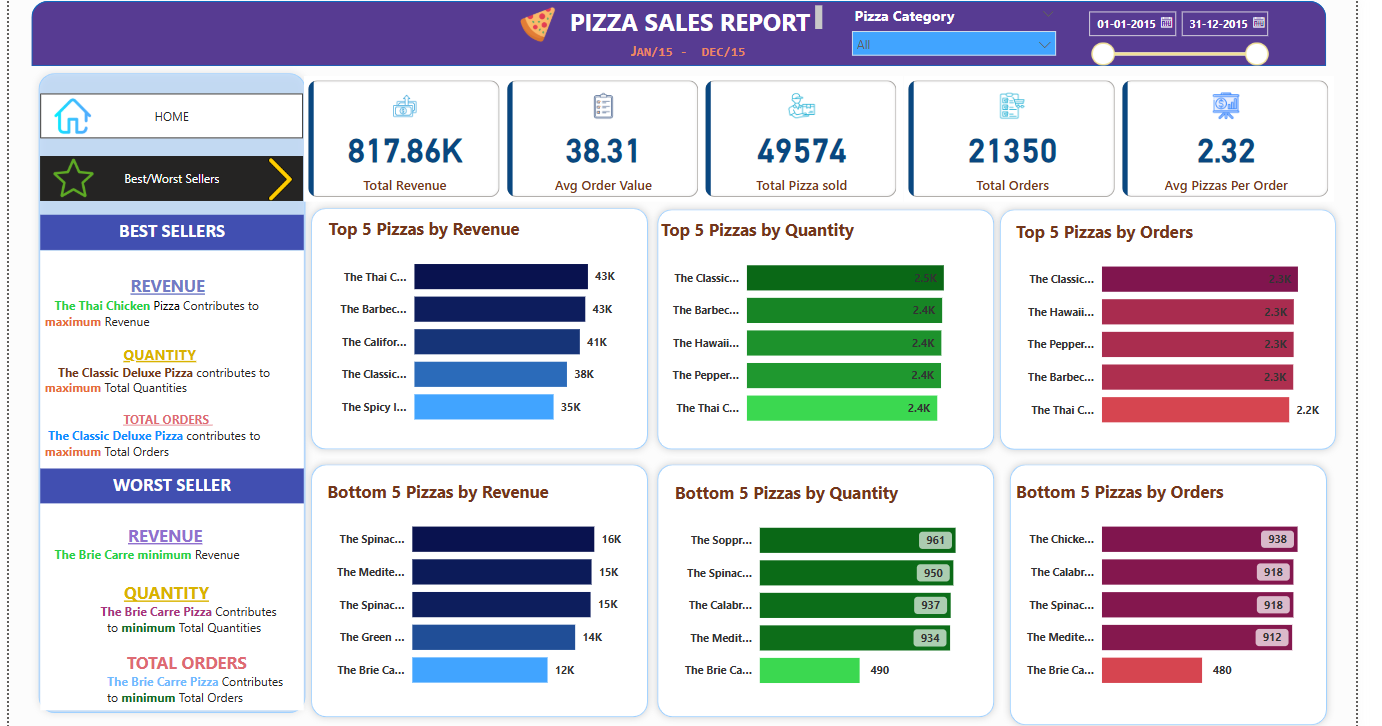 PIZZA SALES REPORT
JAN/15 - DEC/15
Pizza Category
All
01-01-2015
31-12-2015
HOME
Best/Worst Sellers
817.86K
Total Revenue
38.31
Avg Order Value
49574
Total Pizza sold
21350
Total Orders
2.32
Avg Pizzas Per Order
BEST SELLERS
REVENUE
The Thai Chicken Pizza Contributes to
maximum Revenue
QUANTITY
The Classic Deluxe Pizza contributes to
maximum Total Quantities
TOTAL ORDERS
The Classic Deluxe Pizza contributes to
maximum Total Orders
WORST SELLER
REVENUE
The Brie Carre minimum Revenue
QUANTITY
The Brie Carre Pizza Contributes
to minimum Total Quantities
TOTAL ORDERS
The Brie Carre Pizza Contributes
to minimum Total Orders
Top 5 Pizzas by Revenue
The Thai C... 43K
The Barbec... 43K
The Califor... 41K
The Classic... 38K
The Spicy I... 35K
Top 5 Pizzas by Quantity
The Classic... 2.5K
The Barbec... 2.4K
The Hawaii... 2.4K
The Pepper... 2.4K
The Thai C... 2.4K
Top 5 Pizzas by Orders
The Classic...
The Hawaii... 2.3K
The Pepper... 2.3K
The Barbec... 2.3K
The Thai C... 2.2K
Bottom 5 Pizzas by Revenue
The Spinac... 16K
The Medite... 15K
The Spinac... 15K
The Green ... 14K
The Brie Ca... 12K
Bottom 5 Pizzas by Quantity
The Soppr... 961
The Spinac... 950
The Calabr... 937
The Medit... 934
The Brie Ca... 490
Bottom 5 Pizzas by Orders
The Chicke... 938
The Calabr... 918
The Spinac... 918
The Medite... 912
The Brie Ca... 480